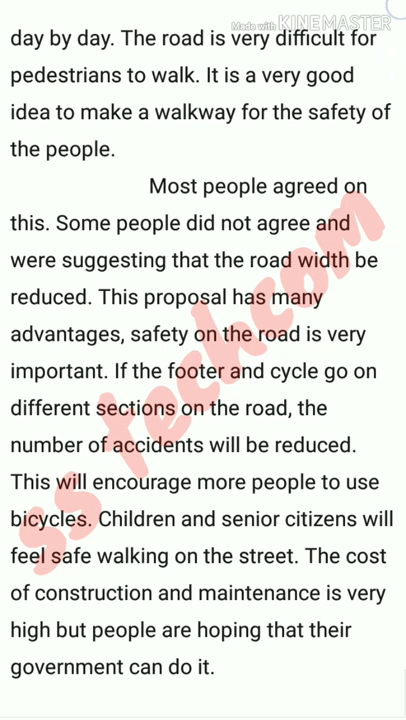 Made with KINEMASTER
day by day. The road is very difficult for
pedestrians to walk. It is a very good
idea to make a walkway for the safety of
the people.
Most people agreed on
this. Some people did not agree and
were suggesting that the road width be
reduced. This proposal has many
advantages, safety on the road is very
important. If the footer and cycle go on
different sections on the road, the
number of accidents will be reduced.
This will encourage more people to use
bicycles. Children and senior citizens will
feel safe walking on the street. The cost
of construction and maintenance is very
high but people are hoping that their
government can do it.
ss techcom